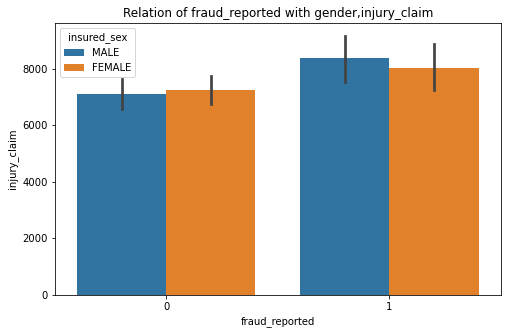 Relation of fraud_reported with gender,injury_claim
insured_sex
MALE
FEMALE
injury_claim
8000
6000
4000
2000
0
0
1
fraud_reported